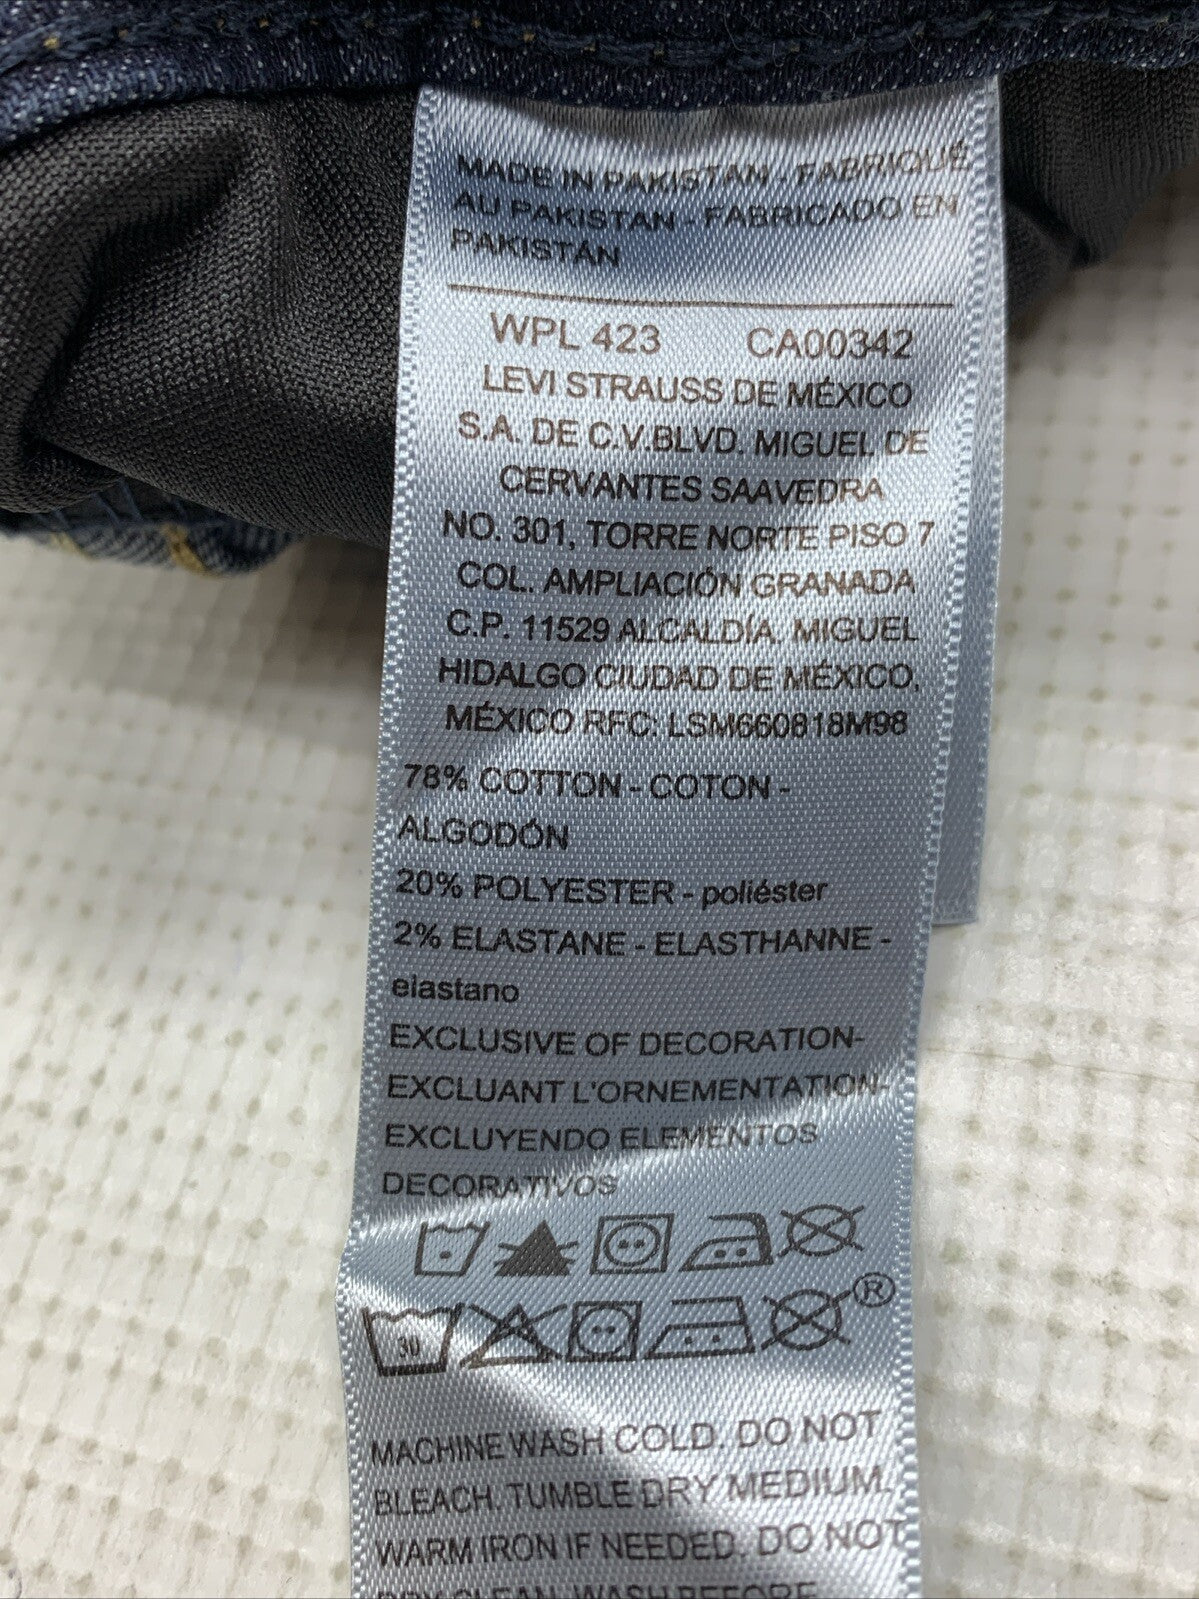 MADE IN PAKISTAN - FABRIQUÉ
AU PAKISTAN - FABRICADO EN
PAKISTÁN
WPL 423 CA00342
LEVI STRAUSS DE MÉXICO
S.A. DE C.V.BLVD. MIGUEL DE
CERVANTES SAAVEDRA
NO. 301, TORRE NORTE PISO 7
COL. AMPLIACIÓN GRANADA
C.P. 11529 ALCALDÍA. MIGUEL
HIDALGO CIUDAD DE MÉXICO,
MÉXICO RFC: LSM660818M98
78% COTTON - COTON -
ALGODÓN
20% POLYESTER - poliéster
2% ELASTANE - ELASTHANNE -
elastano
EXCLUSIVE OF DECORATION-
EXCLUANT L'ORNEMENTATION-
EXCLUYENDO ELEMENTOS
DECORATIVOS
30 ®
MACHINE WASH COLD. DO NOT
BLEACH. TUMBLE DRY MEDIUM.
WARM IRON IF NEEDED. DO NOT
DRY CLEAN. WASH BEFORE